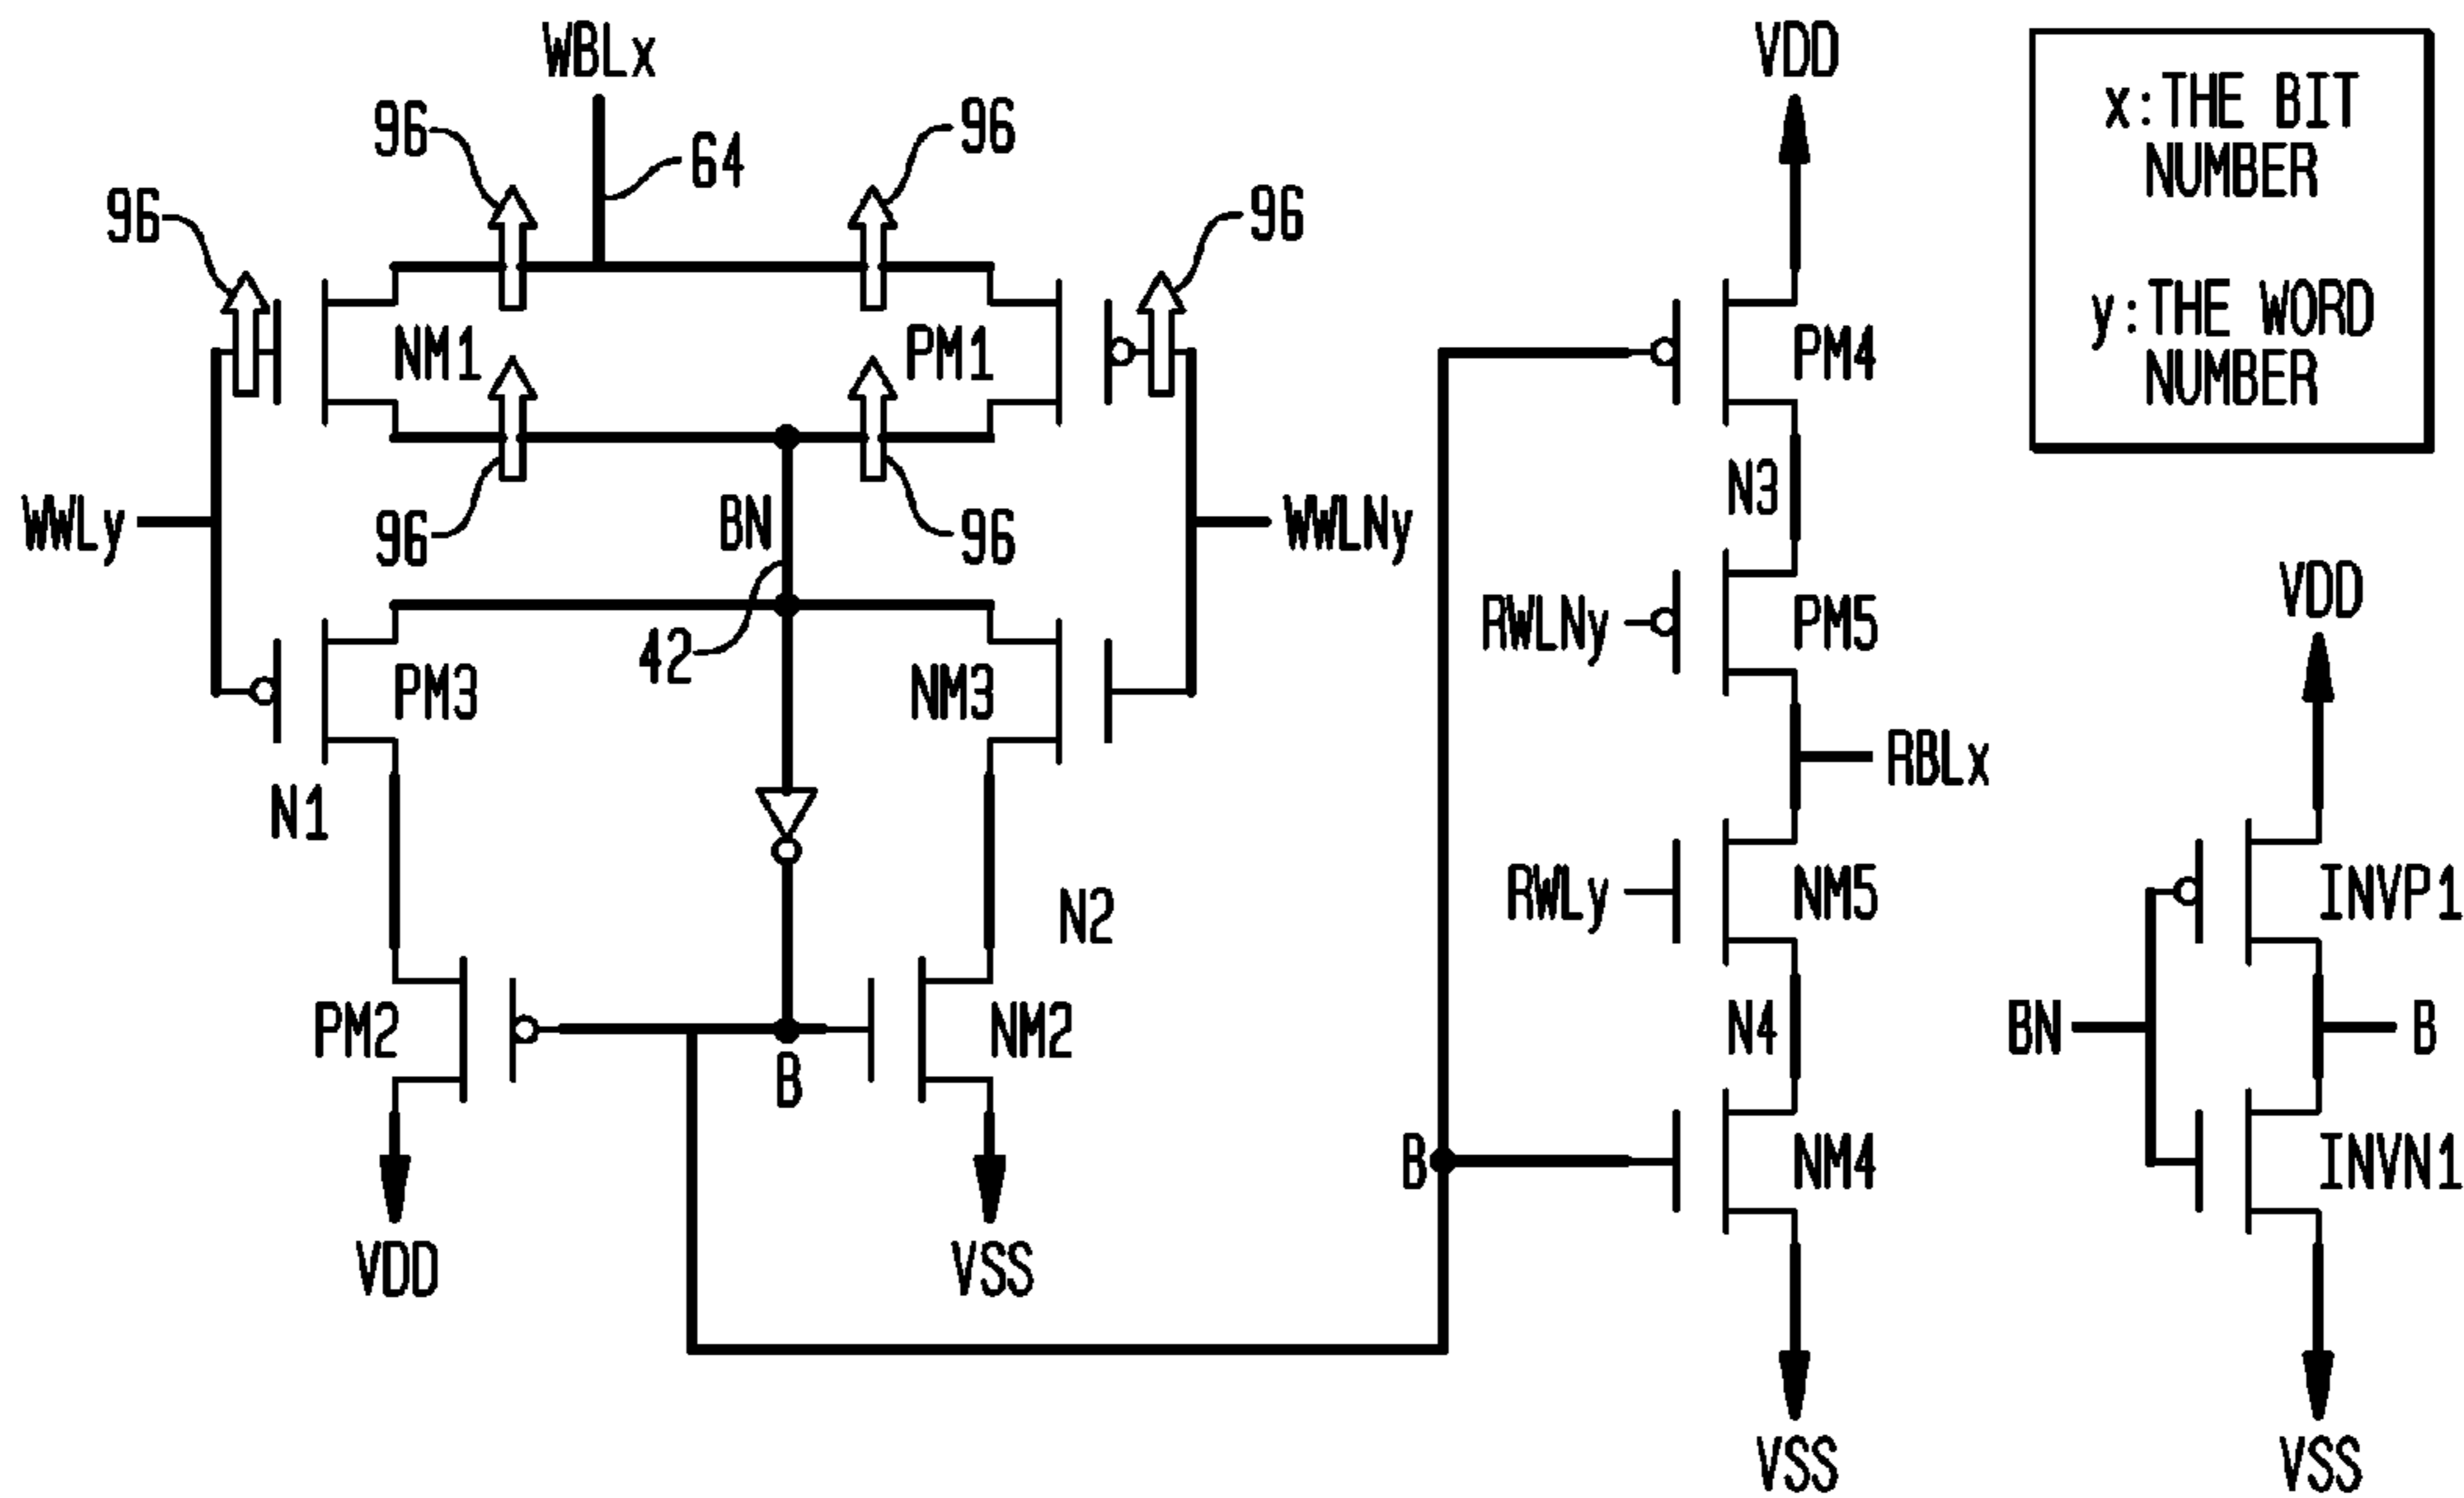 WBLx
VDD
x:THE BIT
NUMBER
y:THE WORD
NUMBER
96
96
64
96
96
NM1
PM1
PM4
N3
WWLy
96
BN
96
WWLNy
RWLNy
PM5
VDD
42
PM3
NM3
RBLx
N1
N2
RWLy
NM5
INVP1
PM2
B
NM2
N4
BN
B
B
NM4
INVN1
VDD
VSS
VSS
VSS